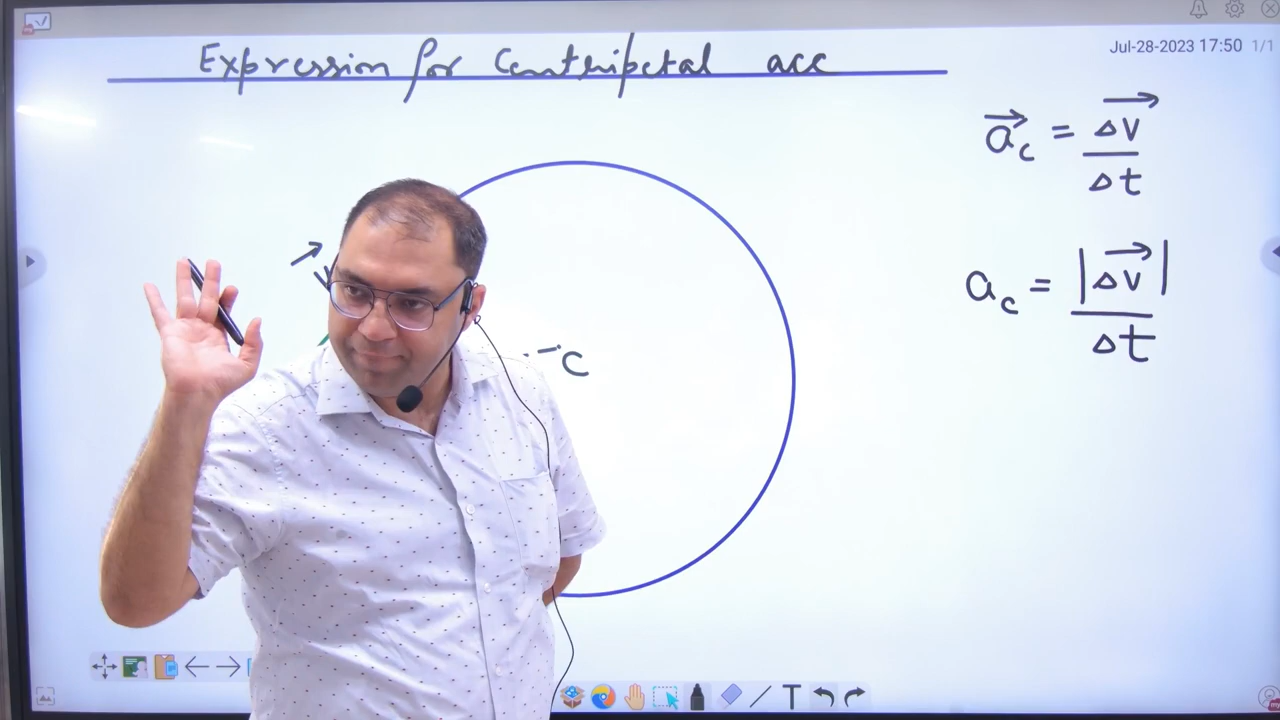 Jul-28-2023 17:50 1/1
Expression for Centripetal acc
a⃗c = Δv⃗ / Δt
ac = |Δv⃗| / Δt
v
C
T